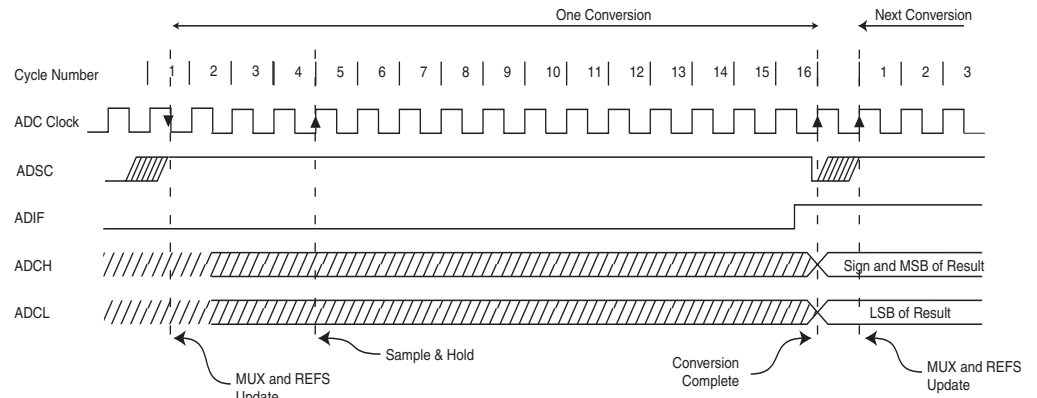 One Conversion
Next Conversion
Cycle Number 1 2 3 4 5 6 7 8 9 10 11 12 13 14 15 16 1 2 3
ADC Clock
ADSC
ADIF
ADCH
Sign and MSB of Result
ADCL
LSB of Result
MUX and REFS
Update
Sample & Hold
Conversion
Complete
MUX and REFS
Update